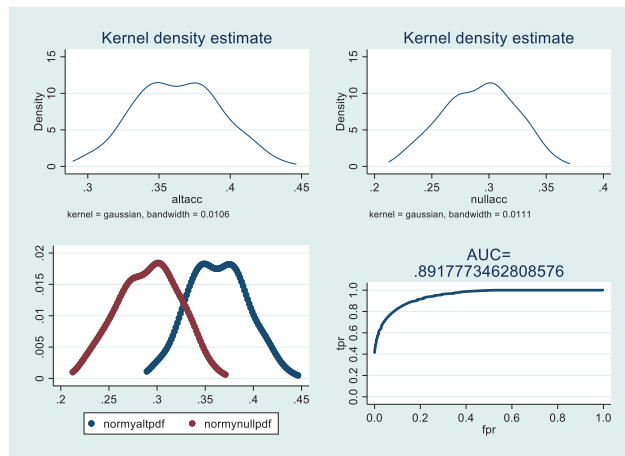 Kernel density estimate
15
10
5
0
Density
.3 .35 .4 .45
altacc
kernel = gaussian, bandwidth = 0.0106
Kernel density estimate
15
10
5
0
Density
.2 .25 .3 .35 .4
nullacc
kernel = gaussian, bandwidth = 0.0111
.02
.015
.01
.005
0
.2 .25 .3 .35 .4 .45
normyaltpdf normynullpdf
AUC=
.8917773462808576
1.0
0.8
0.6
0.4
0.2
0.0
tpr
0.0 0.2 0.4 0.6 0.8 1.0
fpr